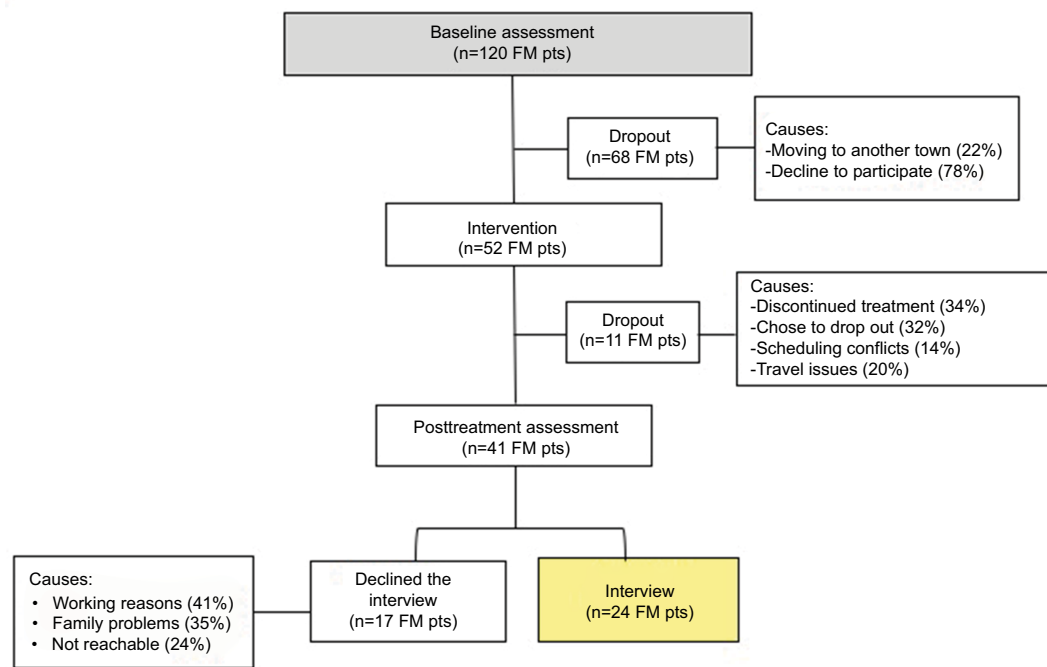 Baseline assessment
(n=120 FM pts)
Dropout
(n=68 FM pts)
Causes:
-Moving to another town (22%)
-Decline to participate (78%)
Intervention
(n=52 FM pts)
Dropout
(n=11 FM pts)
Causes:
-Discontinued treatment (34%)
-Chose to drop out (32%)
-Scheduling conflicts (14%)
-Travel issues (20%)
Posttreatment assessment
(n=41 FM pts)
Causes:
• Working reasons (41%)
• Family problems (35%)
• Not reachable (24%)
Declined the
interview
(n=17 FM pts)
Interview
(n=24 FM pts)